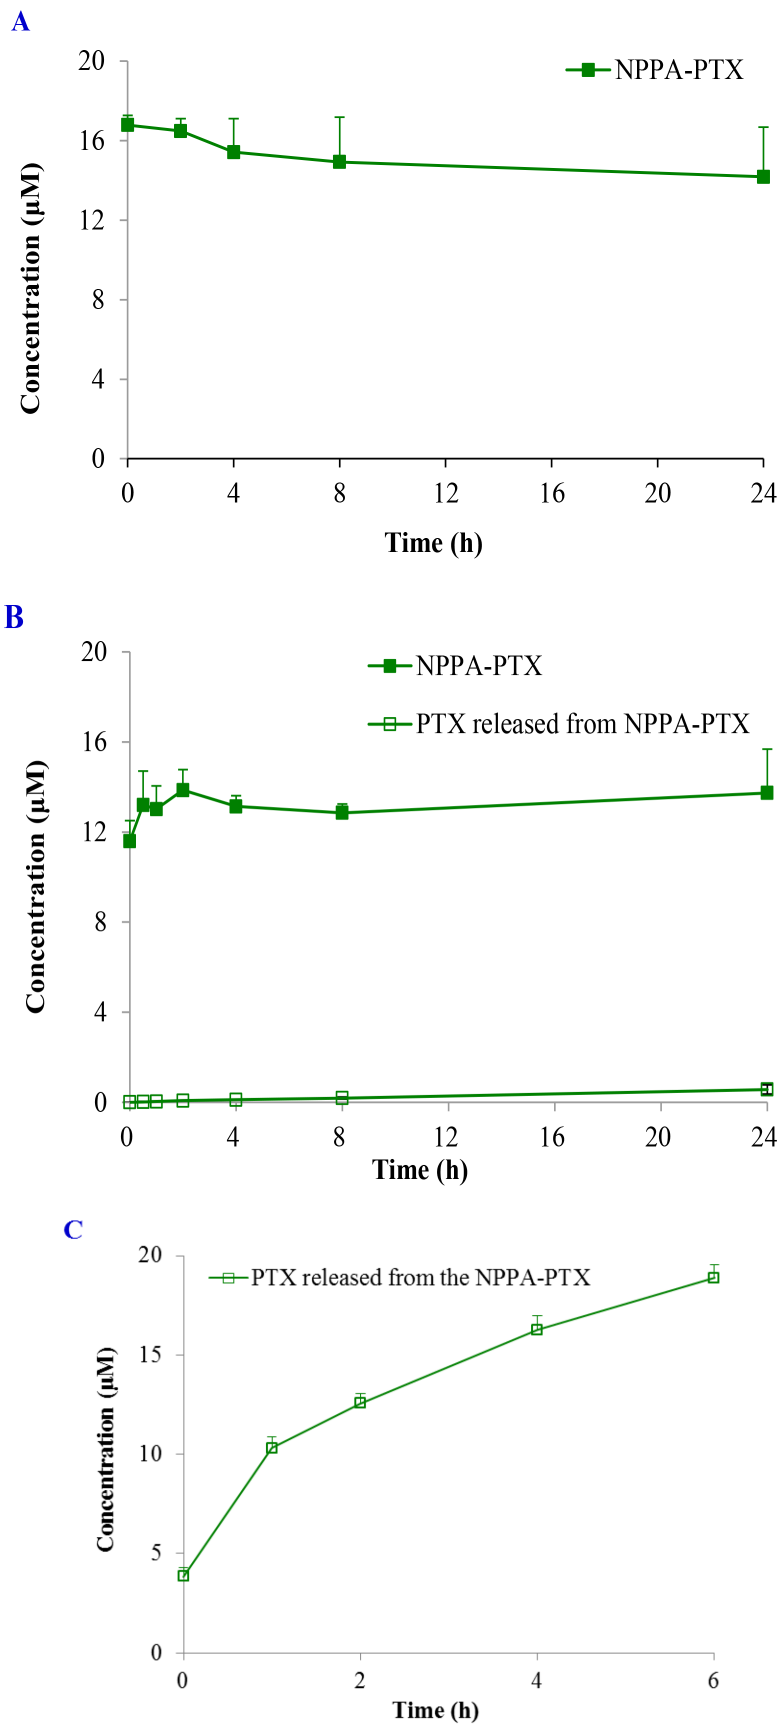 A
NPPA-PTX
Concentration (µM)
20
16
12
8
4
0
0 4 8 12 16 20 24
Time (h)
B
NPPA-PTX
PTX released from NPPA-PTX
Concentration (µM)
20
16
12
8
4
0
0 4 8 12 16 20 24
Time (h)
C
PTX released from the NPPA-PTX
Concentration (µM)
20
15
10
5
0
0 2 4 6
Time (h)